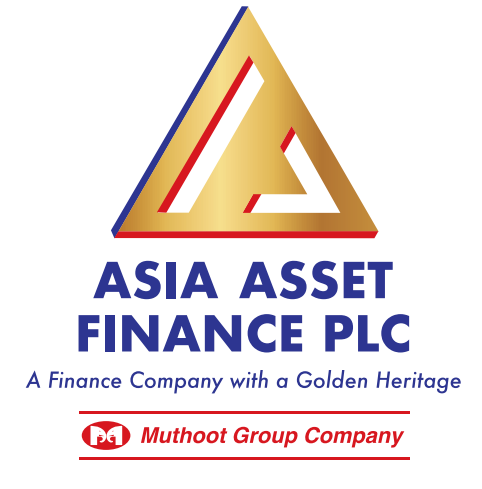 ASIA ASSET
FINANCE PLC
A Finance Company with a Golden Heritage
Muthoot Group Company